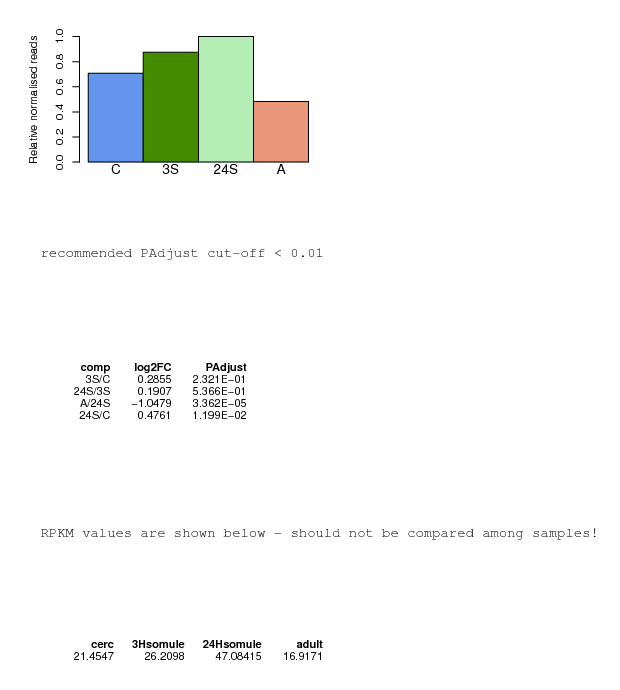 Relative normalised reads
1.0
0.8
0.6
0.4
0.2
0.0
C 3S 24S A
recommended PAdjust cut-off < 0.01
comp log2FC PAdjust
3S/C 0.2855 2.321E−01
24S/3S 0.1907 5.366E−01
A/24S −1.0479 3.362E−05
24S/C 0.4761 1.199E−02
RPKM values are shown below - should not be compared among samples!
cerc 3Hsomule 24Hsomule adult
21.4547 26.2098 47.08415 16.9171